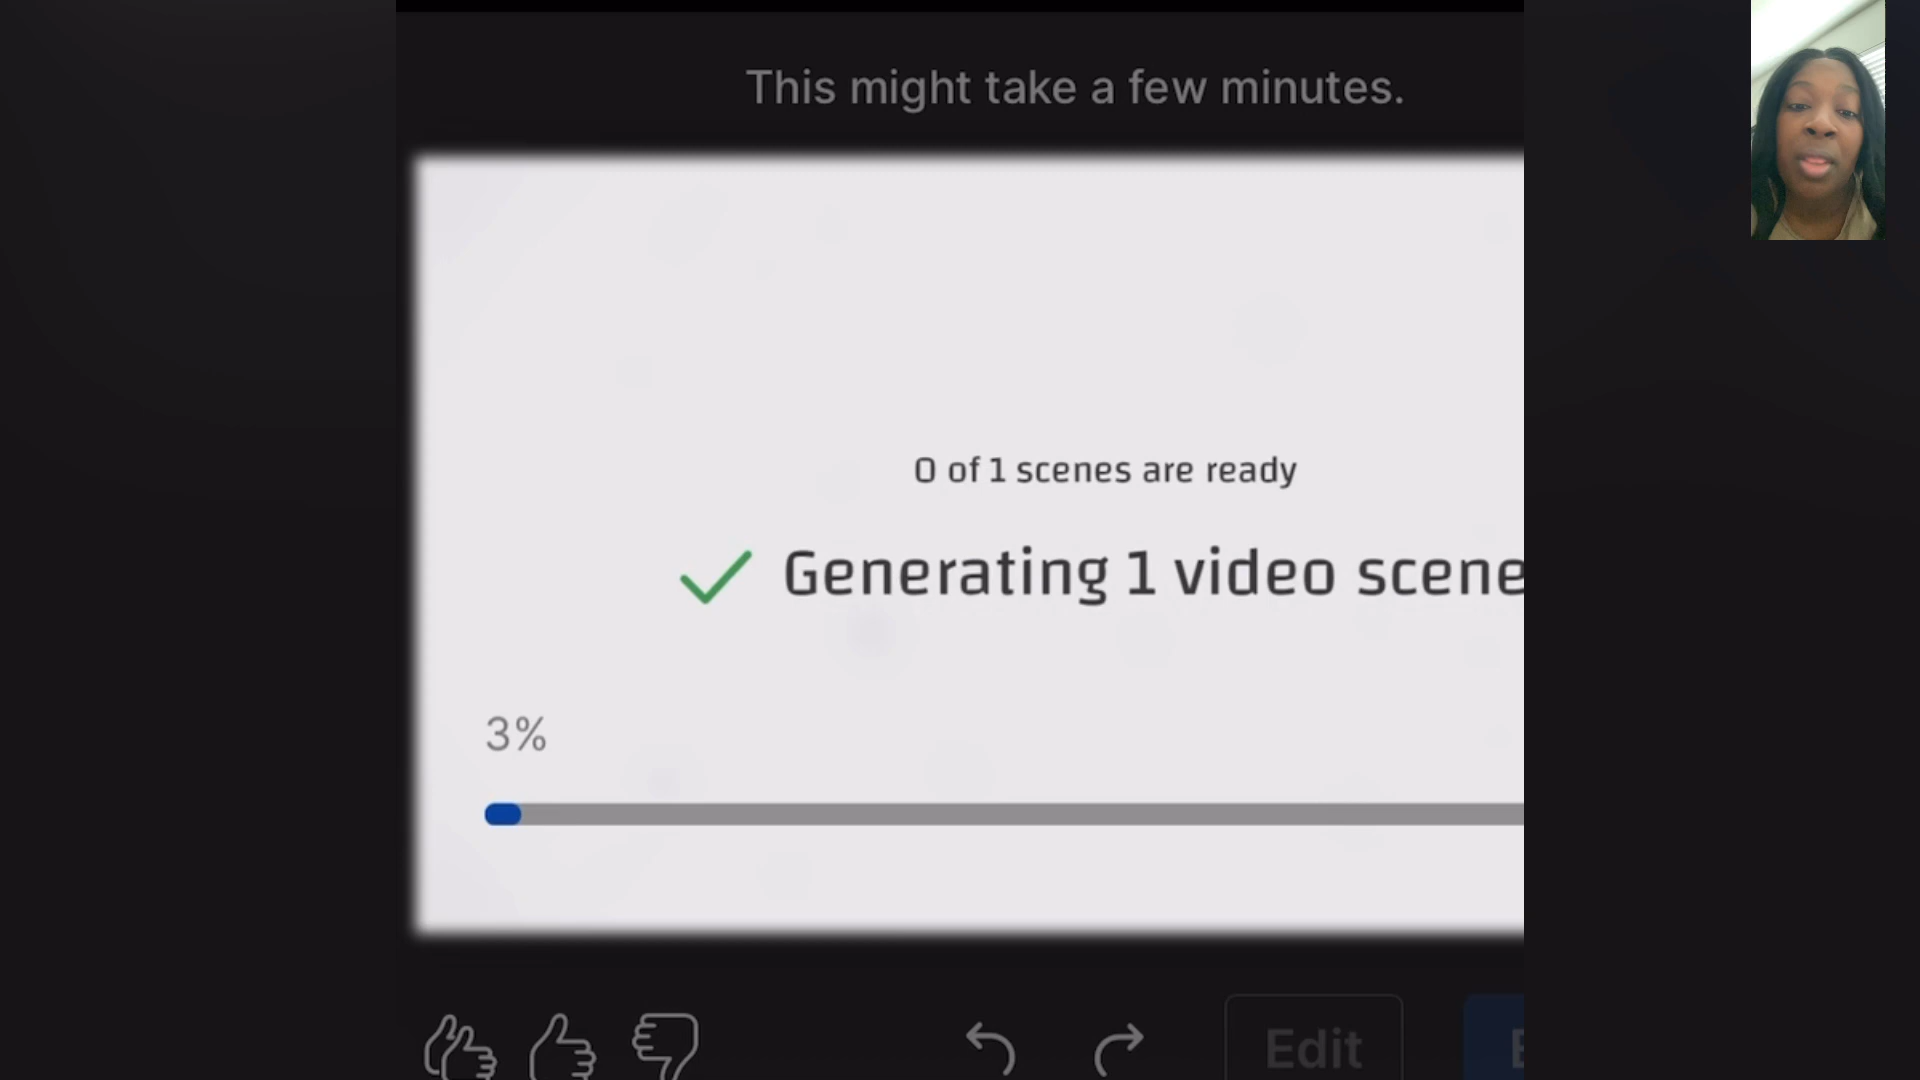 This might take a few minutes.
0 of 1 scenes are ready
Generating 1 video scene
3%
Edit